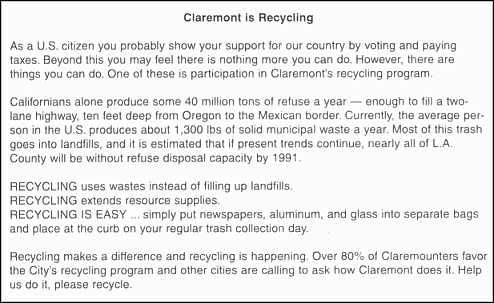 Claremont is Recycling
As a U.S. citizen you probably show your support for our country by voting and paying
taxes. Beyond this you may feel there is nothing more you can do. However, there are
things you can do. One of these is participation in Claremont's recycling program.
Californians alone produce some 40 million tons of refuse a year — enough to fill a two-
lane highway, ten feet deep from Oregon to the Mexican border. Currently, the average per-
son in the U.S. produces about 1,300 lbs of solid municipal waste a year. Most of this trash
goes into landfills, and it is estimated that if present trends continue, nearly all of L.A.
County will be without refuse disposal capacity by 1991.
RECYCLING uses wastes instead of filling up landfills.
RECYCLING extends resource supplies.
RECYCLING IS EASY ... simply put newspapers, aluminum, and glass into separate bags
and place at the curb on your regular trash collection day.
Recycling makes a difference and recycling is happening. Over 80% of Claremounters favor
the City's recycling program and other cities are calling to ask how Claremont does it. Help
us do it, please recycle.